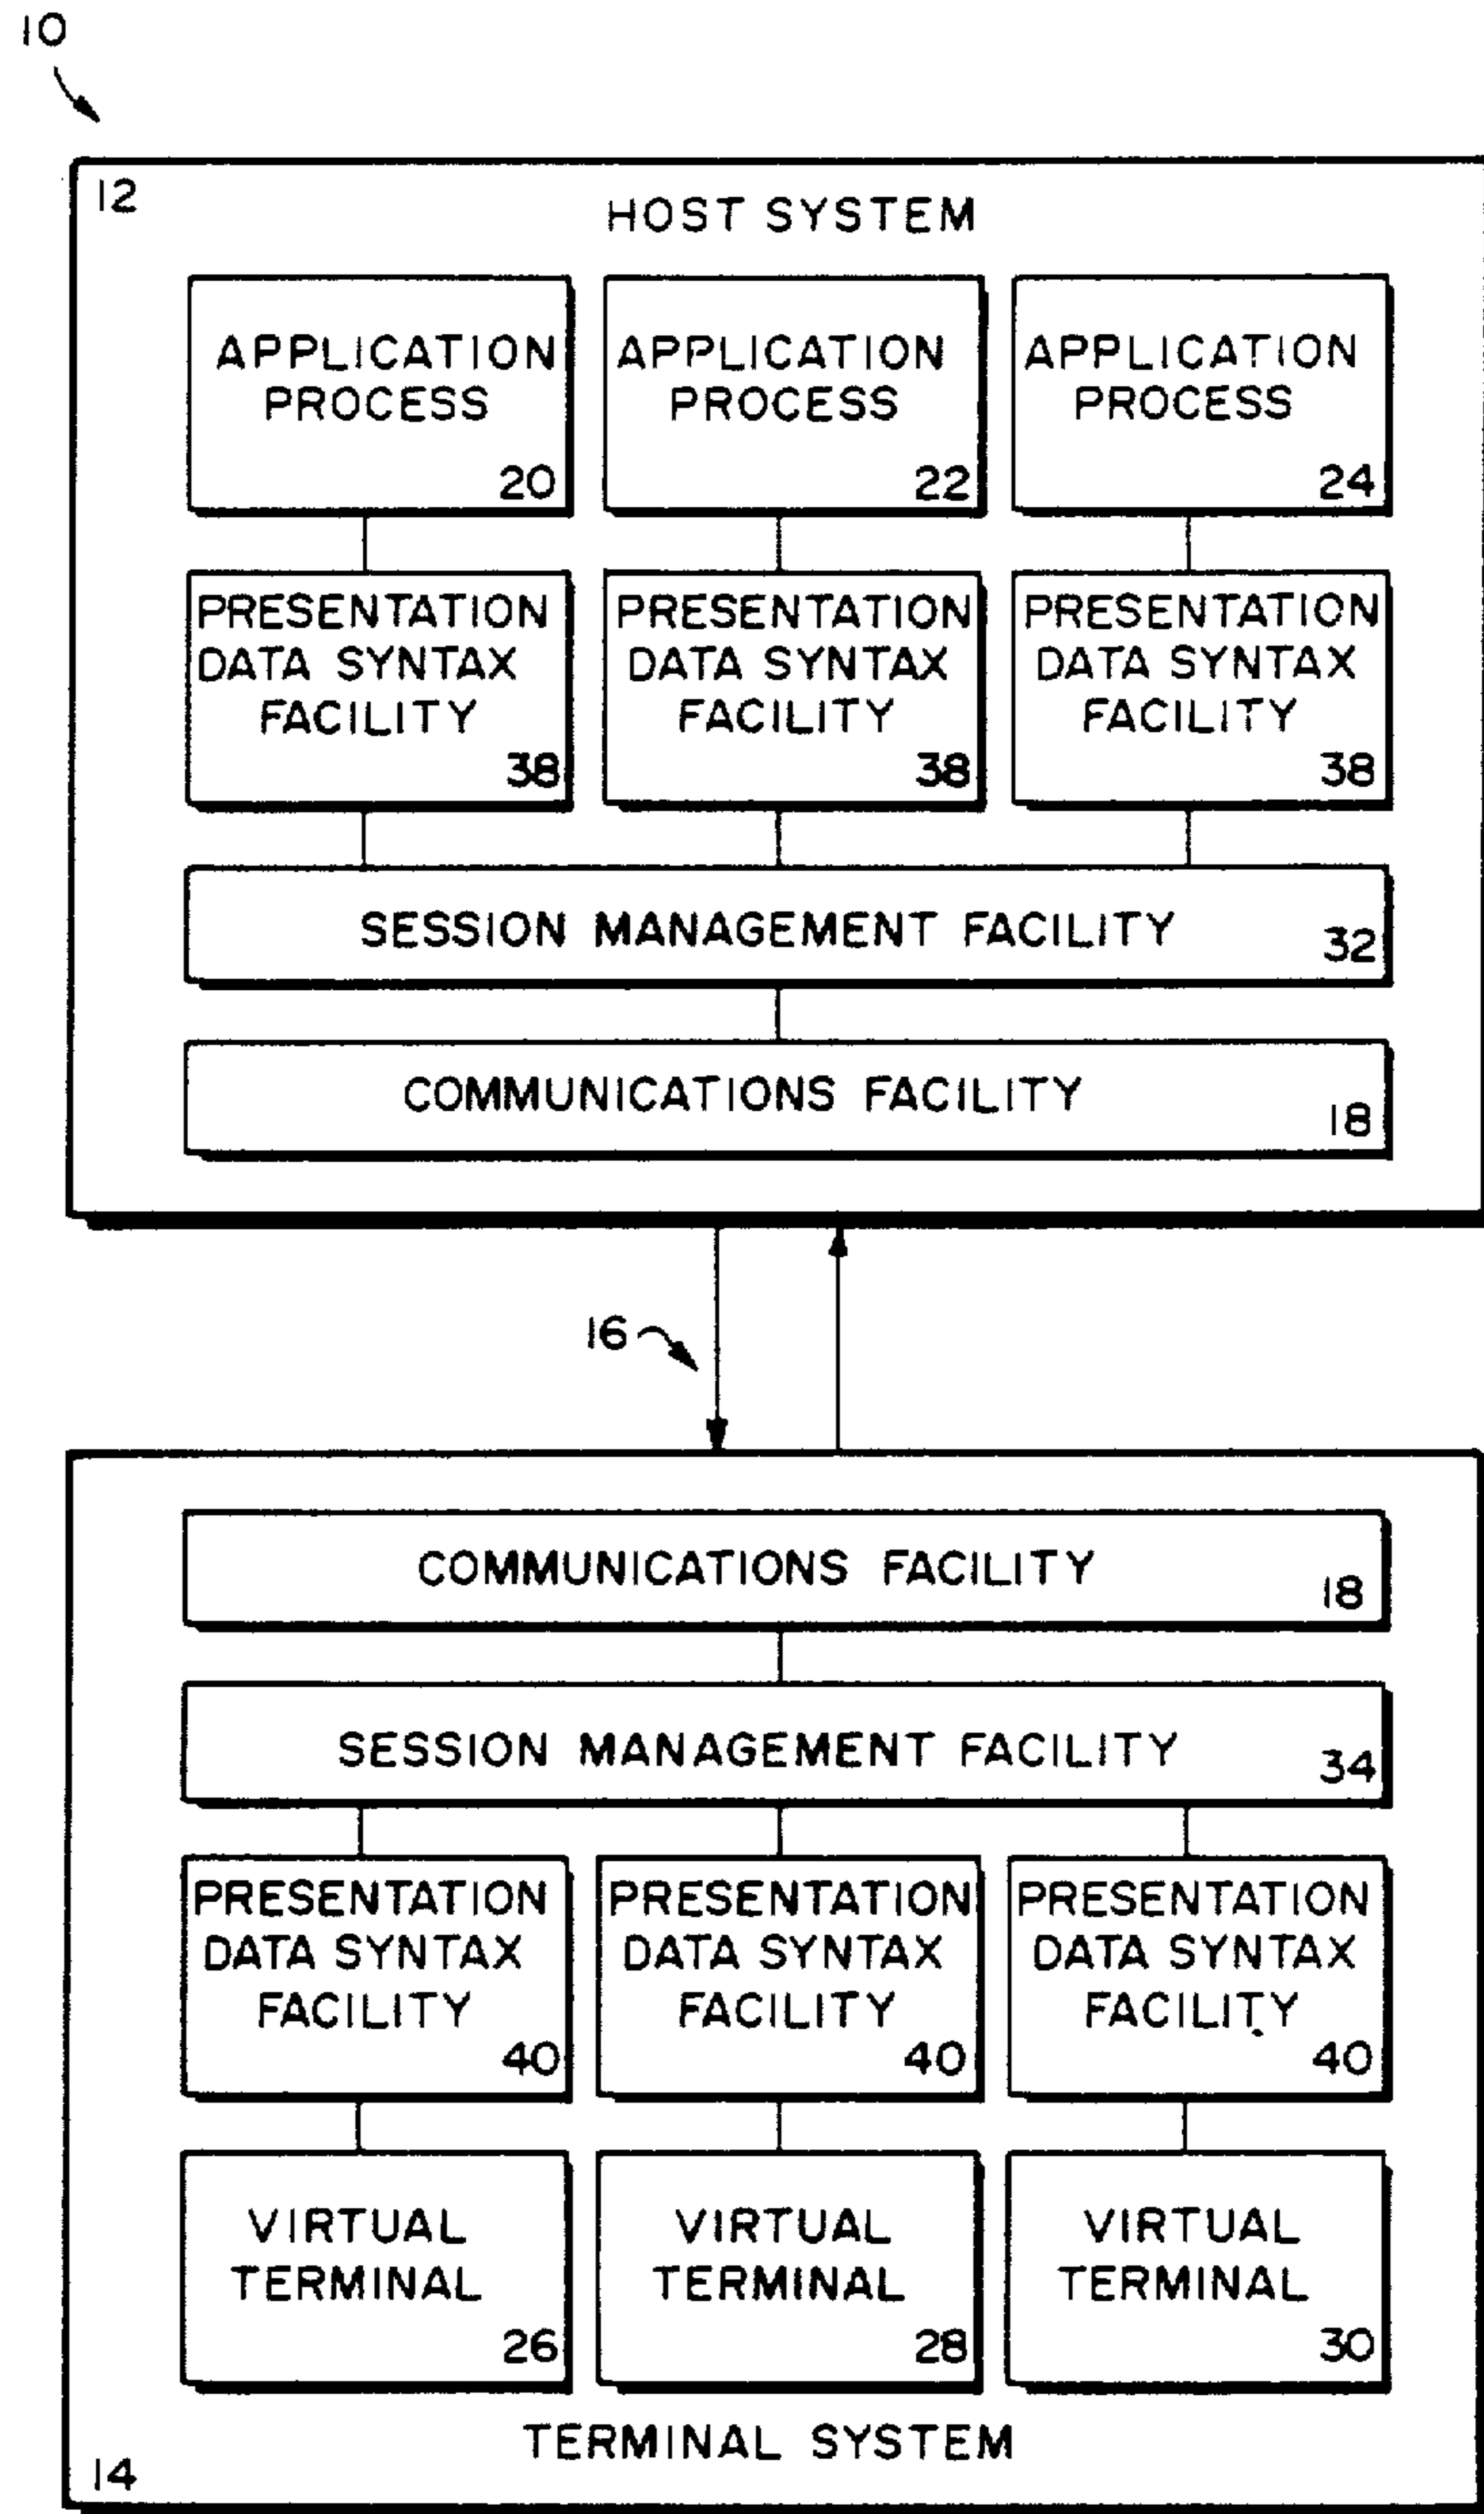 10
12
HOST SYSTEM
APPLICATION
PROCESS
20
APPLICATION
PROCESS
22
APPLICATION
PROCESS
24
PRESENTATION
DATA SYNTAX
FACILITY
38
PRESENTATION
DATA SYNTAX
FACILITY
38
PRESENTATION
DATA SYNTAX
FACILITY
38
SESSION MANAGEMENT FACILITY
32
COMMUNICATIONS FACILITY
18
16
COMMUNICATIONS FACILITY
18
SESSION MANAGEMENT FACILITY
34
PRESENTATION
DATA SYNTAX
FACILITY
40
PRESENTATION
DATA SYNTAX
FACILITY
40
PRESENTATION
DATA SYNTAX
FACILITY
40
VIRTUAL
TERMINAL
26
VIRTUAL
TERMINAL
28
VIRTUAL
TERMINAL
30
TERMINAL SYSTEM
14